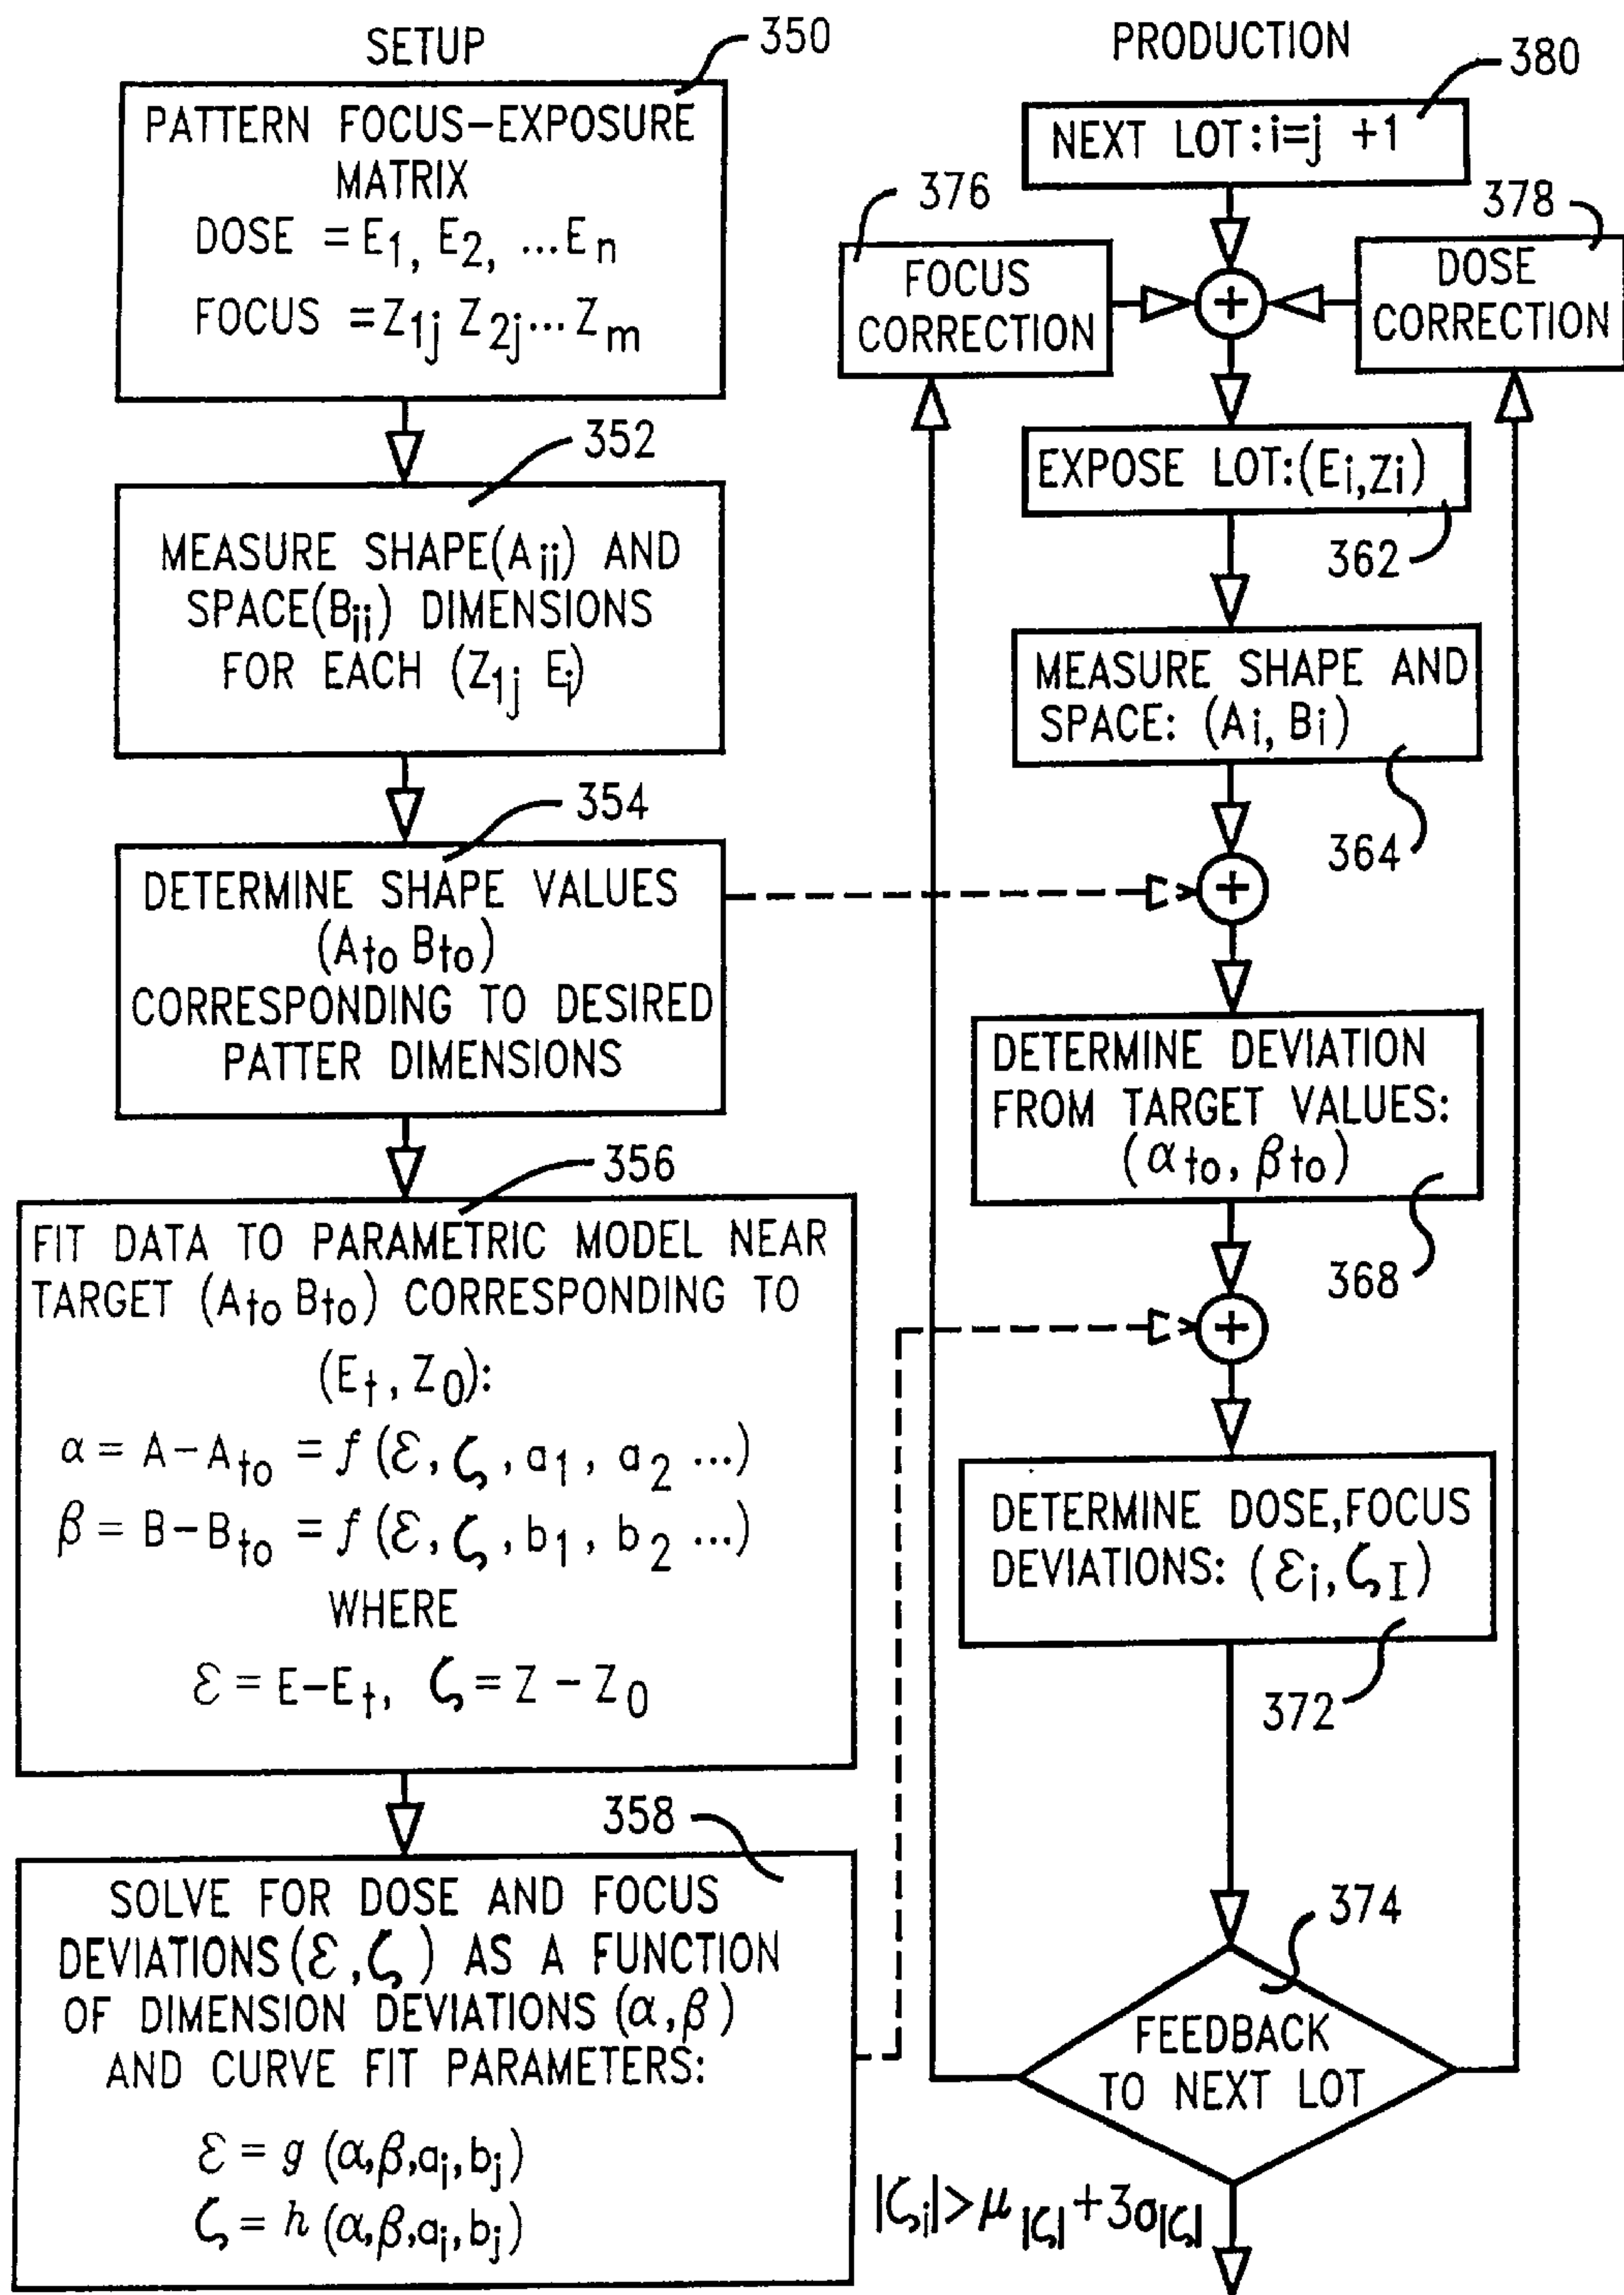 SETUP
350
PATTERN FOCUS-EXPOSURE
MATRIX
DOSE = E1, E2, ...En
FOCUS = Z1j Z2j... Zm
352
MEASURE SHAPE(Aii) AND
SPACE(Bii) DIMENSIONS
FOR EACH (Z1j Ei)
354
DETERMINE SHAPE VALUES
(Ato Bto)
CORRESPONDING TO DESIRED
PATTER DIMENSIONS
356
FIT DATA TO PARAMETRIC MODEL NEAR
TARGET (Ato Bto) CORRESPONDING TO
(Et, Z0):
α = A-Ato = f (ℰ, ζ, a1, a2 ...)
β = B-Bto = f (ℰ, ζ, b1, b2 ...)
WHERE
ℰ = E-Et, ζ = Z - Z0
358
SOLVE FOR DOSE AND FOCUS
DEVIATIONS(ℰ,ζ) AS A FUNCTION
OF DIMENSION DEVIATIONS (α,β)
AND CURVE FIT PARAMETERS:
ℰ = g (α,β,ai,bj)
ζ = h (α,β,ai,bj)
PRODUCTION
380
NEXT LOT:i=j +1
376
FOCUS
CORRECTION
+
378
DOSE
CORRECTION
EXPOSE LOT:(Ei,Zi)
362
MEASURE SHAPE AND
SPACE: (Ai, Bi)
364
+
DETERMINE DEVIATION
FROM TARGET VALUES:
(αto, βto)
368
+
DETERMINE DOSE,FOCUS
DEVIATIONS: (ℰi, ζI)
372
374
FEEDBACK
TO NEXT LOT
|ζi|>μ|ζ|+3σ|ζ|